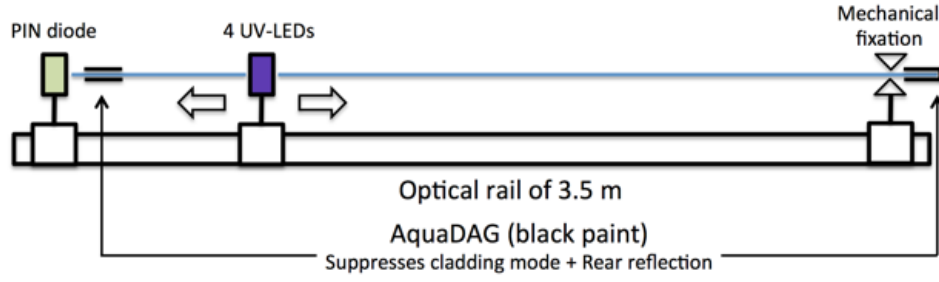 PIN diode
4 UV-LEDs
Mechanical
fixation
Optical rail of 3.5 m
AquaDAG (black paint)
Suppresses cladding mode + Rear reflection